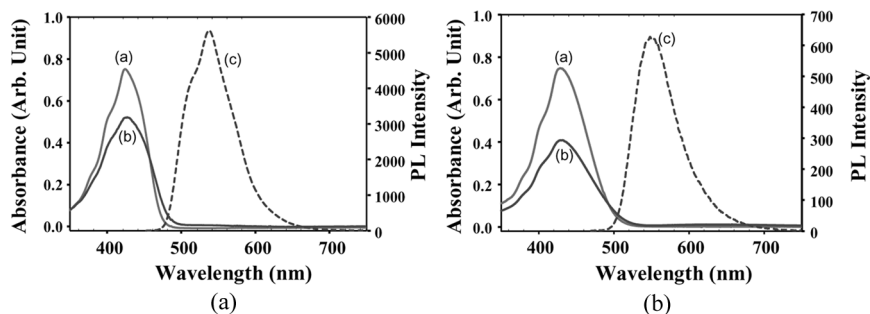 Absorbance (Arb. Unit)
1.0
0.8
0.6
0.4
0.2
0.0
(a)
(b)
(c)
6000
5000
4000
3000
2000
1000
0
PL Intensity
400 500 600 700
Wavelength (nm)
(a)
Absorbance (Arb. Unit)
1.0
0.8
0.6
0.4
0.2
0.0
(a)
(b)
(c)
700
600
500
400
300
200
100
0
PL Intensity
400 500 600 700
Wavelength (nm)
(b)